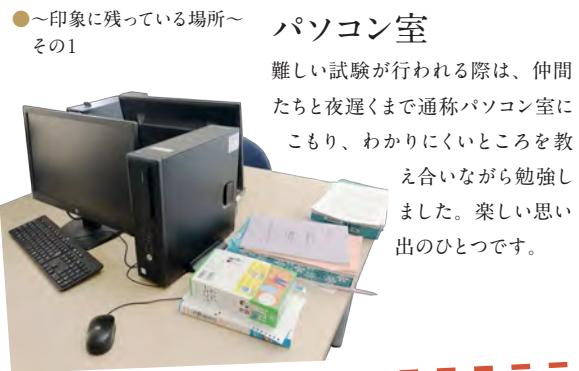 ●~印象に残っている場所~
その1
パソコン室
難しい試験が行われる際は、仲間
たちと夜遅くまで通称パソコン室に
こもり、わかりにくいところを教
え合いながら勉強し
ました。楽しい思い
出のひとつです。